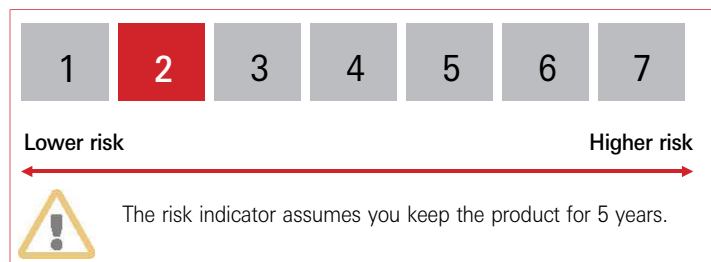 1 2 3 4 5 6 7
Lower risk Higher risk
The risk indicator assumes you keep the product for 5 years.